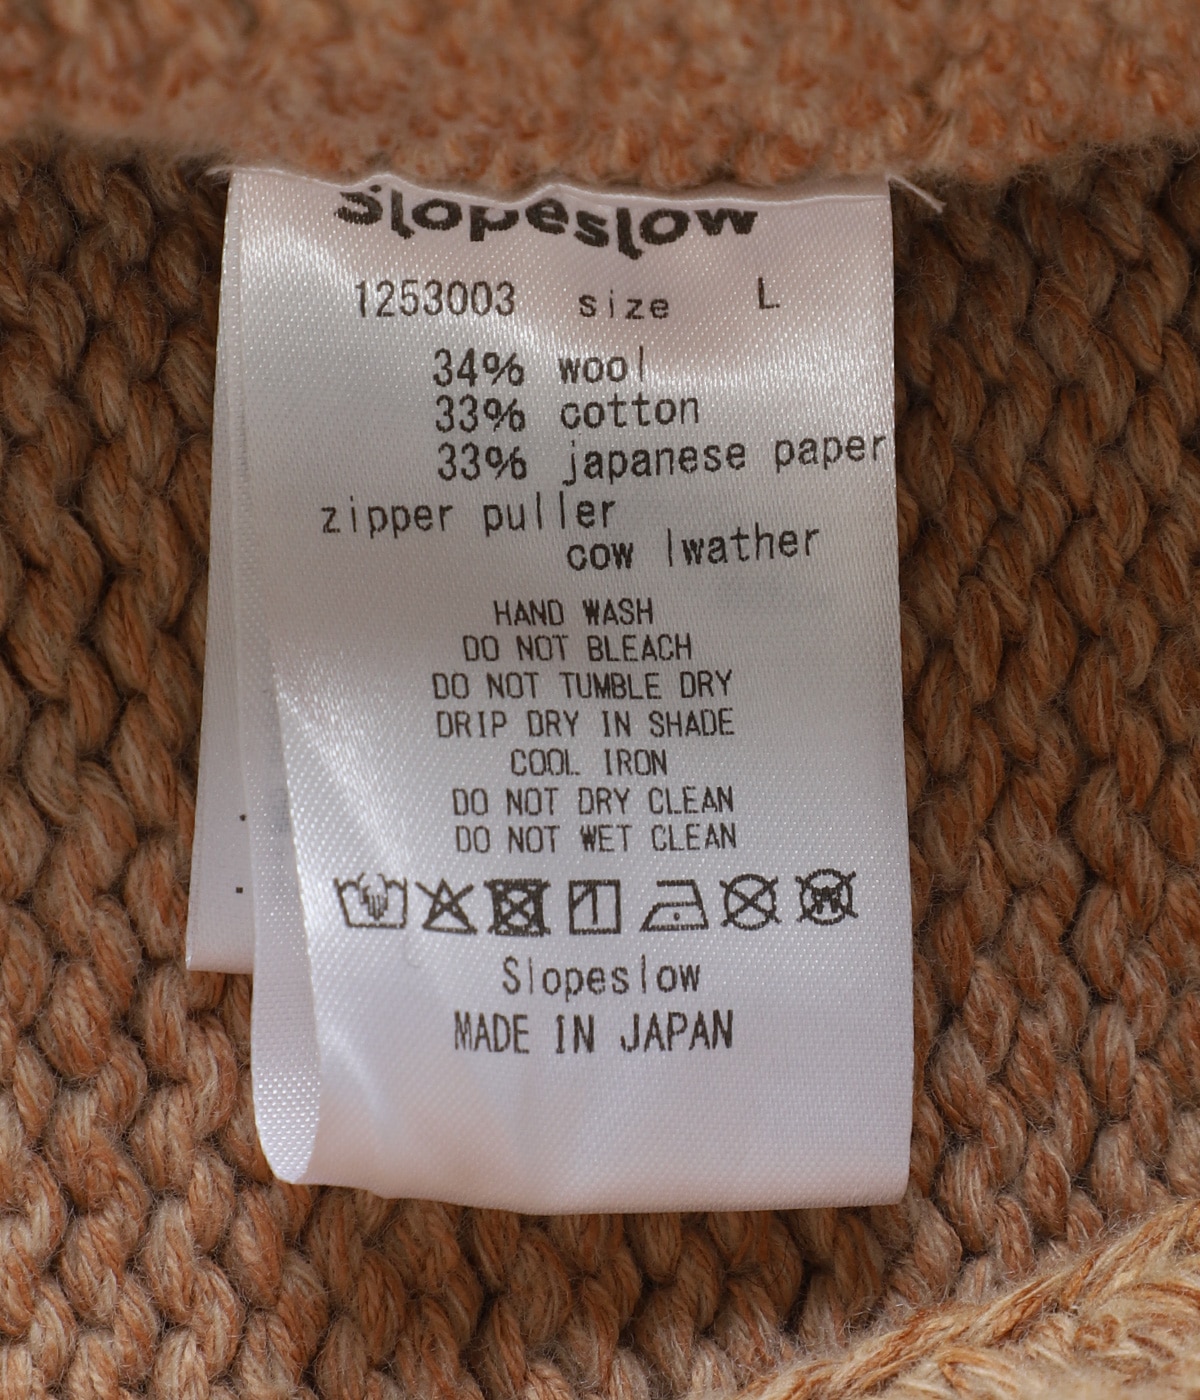 Slopeslow
1253003 size L
34% wool
33% cotton
33% japanese paper
zipper puller
cow lwather
HAND WASH
DO NOT BLEACH
DO NOT TUMBLE DRY
DRIP DRY IN SHADE
COOL IRON
DO NOT DRY CLEAN
DO NOT WET CLEAN
Slopeslow
MADE IN JAPAN